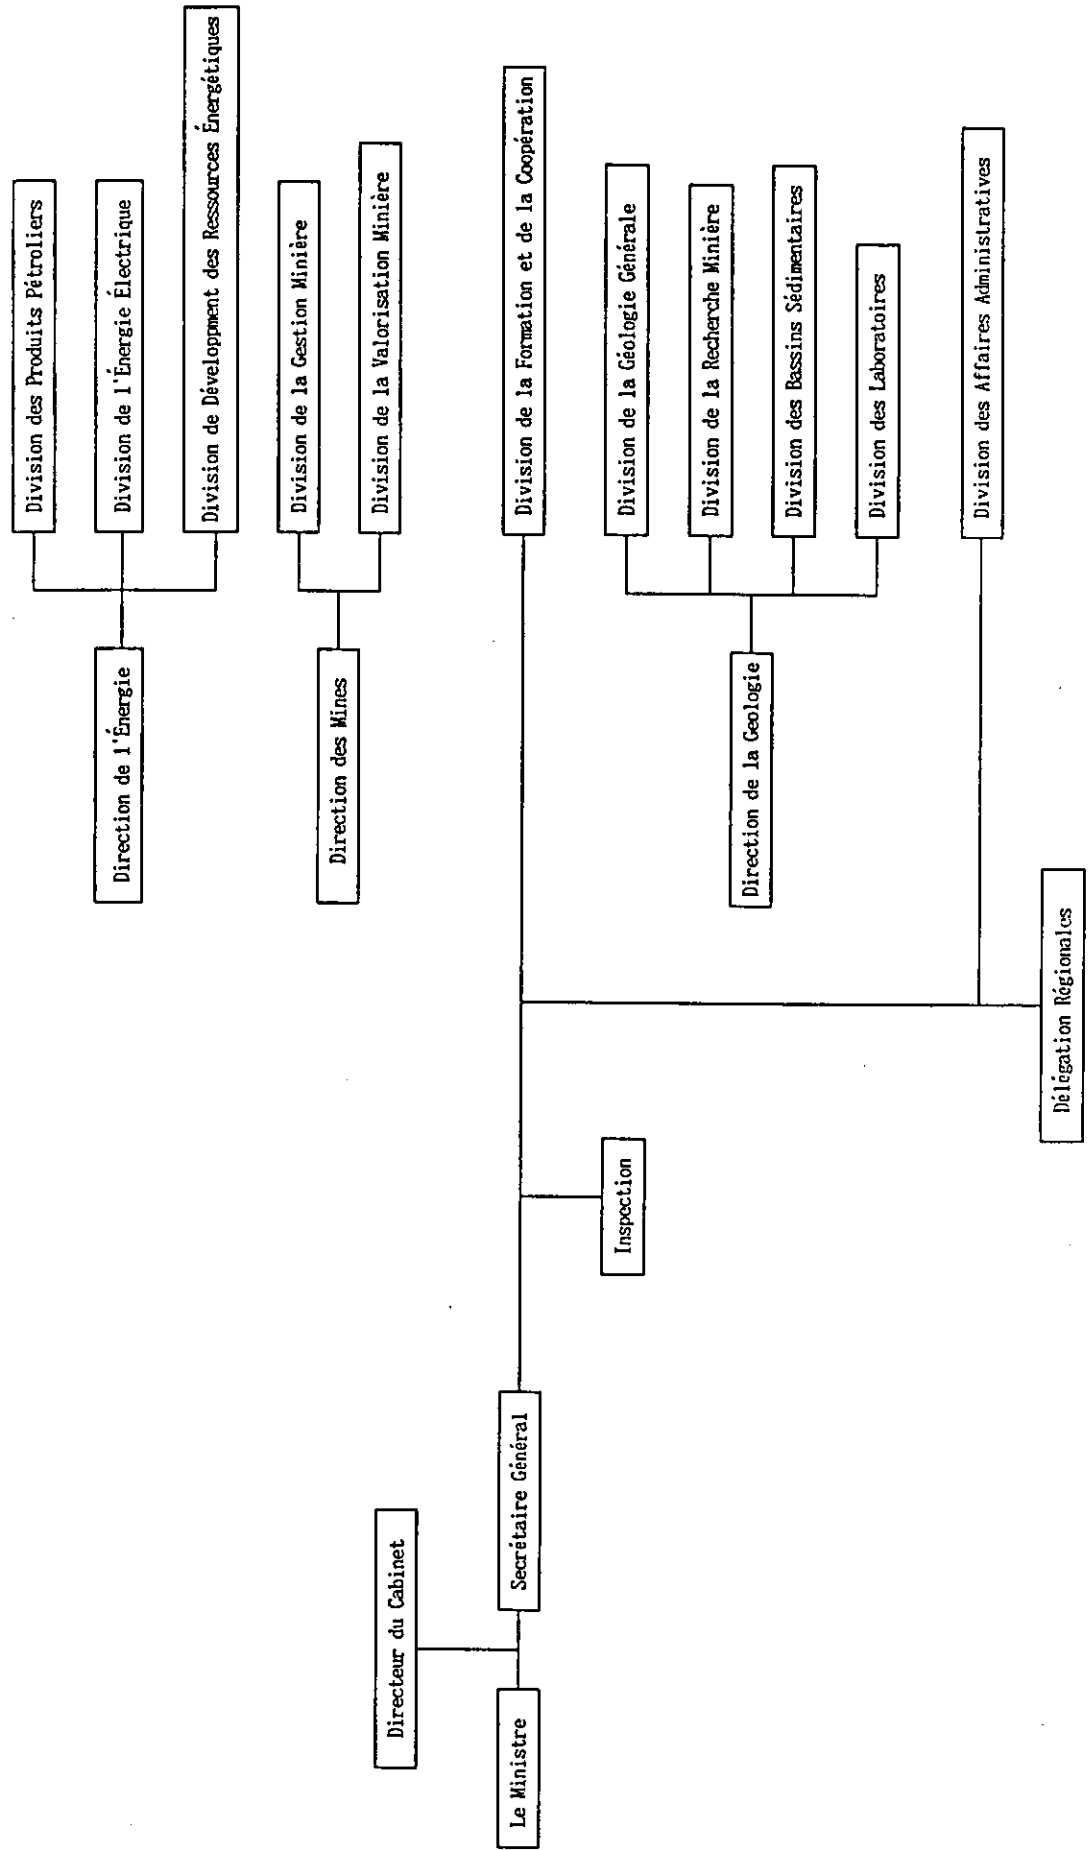 Le Ministre
Directeur du Cabinet
Secrétaire Général
Inspection
Délégation Régionales
Direction de l'Énergie
Division des Produits Pétroliers
Division de l'Énergie Électrique
Division de Dévelopment des Ressources Énergétiques
Direction des Mines
Division de la Gestion Minière
Division de la Valorisation Minière
Division de la Formation et de la Coopération
Direction de la Geologie
Division de la Géologie Générale
Division de la Recherche Minière
Division des Bassins Sédimentaires
Division des Laboratoires
Division des Affaires Administratives